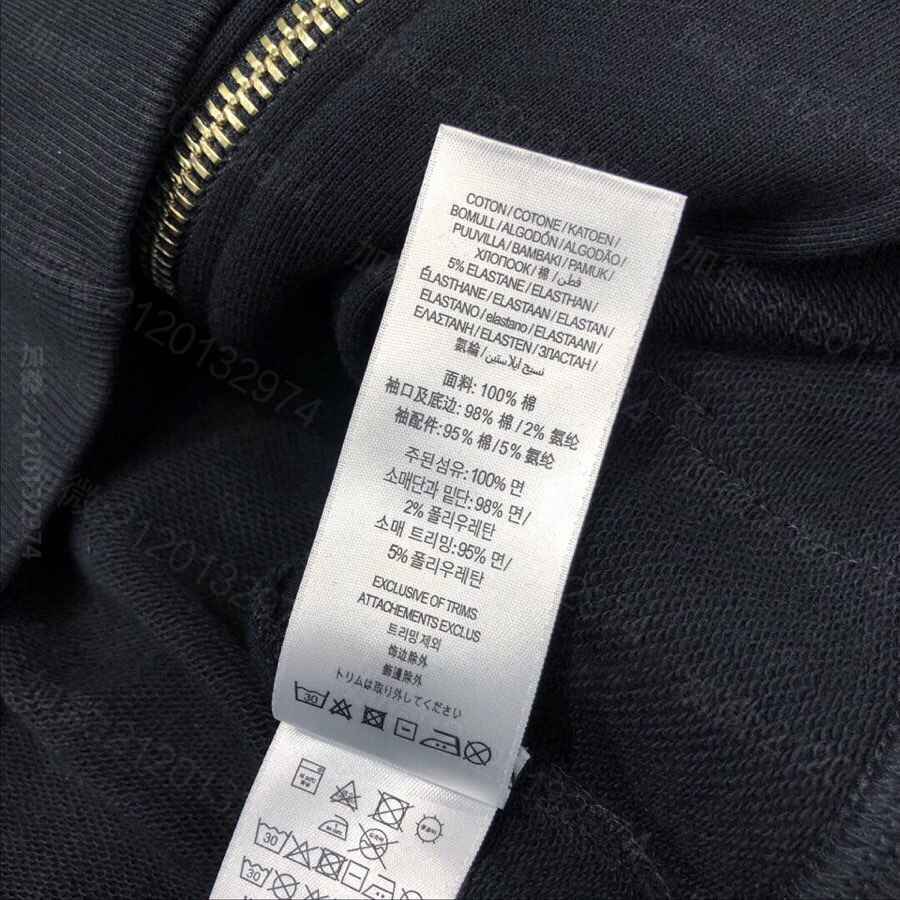 COTON / COTONE / KATOEN /
BOMULL / ALGODÓN / ALGODÃO /
PUUVILLA / BAMBAKI / PAMUK /
ΧΛΟΠΟΟΚ / 棉 / قطن
5% ELASTANE / ELASTHAN /
ÉLASTHANE / ELASTAAN / ELASTAN /
ELASTANO / elastano / ELASTAANI /
ΕΛΑΣΤΑΝΗ / ELASTEN / ЭЛАСТАН /
氨綸 / نسيج أيلاستين
面料: 100% 棉
袖口及底边: 98% 棉 / 2% 氨纶
袖配件: 95% 棉 / 5% 氨纶
주된섬유: 100% 면
소매단과 밑단: 98% 면 /
2% 폴리우레탄
소매 트리밍: 95% 면 /
5% 폴리우레탄
EXCLUSIVE OF TRIMS
ATTACHEMENTS EXCLUS
트리밍 제외
饰边除外
飾邊除外
トリムは取り外してください
30
30
30